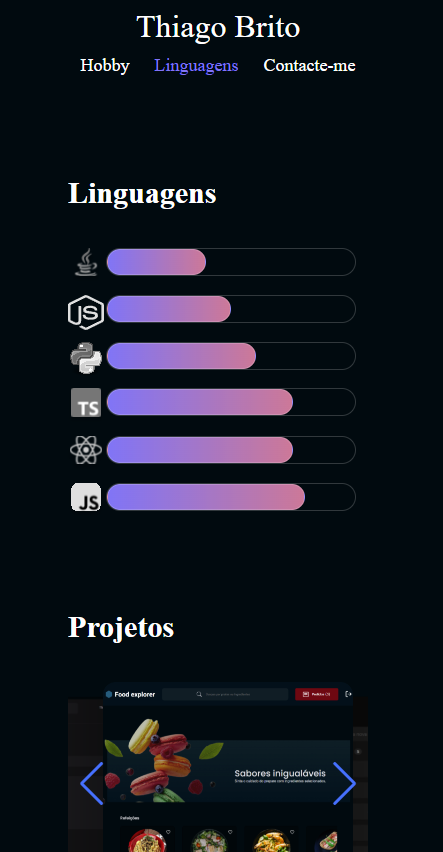 Thiago Brito
Hobby Linguagens Contacte-me
Linguagens
JS
TS
JS
Projetos
Food explorer
Pedidos (0)
Sabores inigualáveis
Refeições